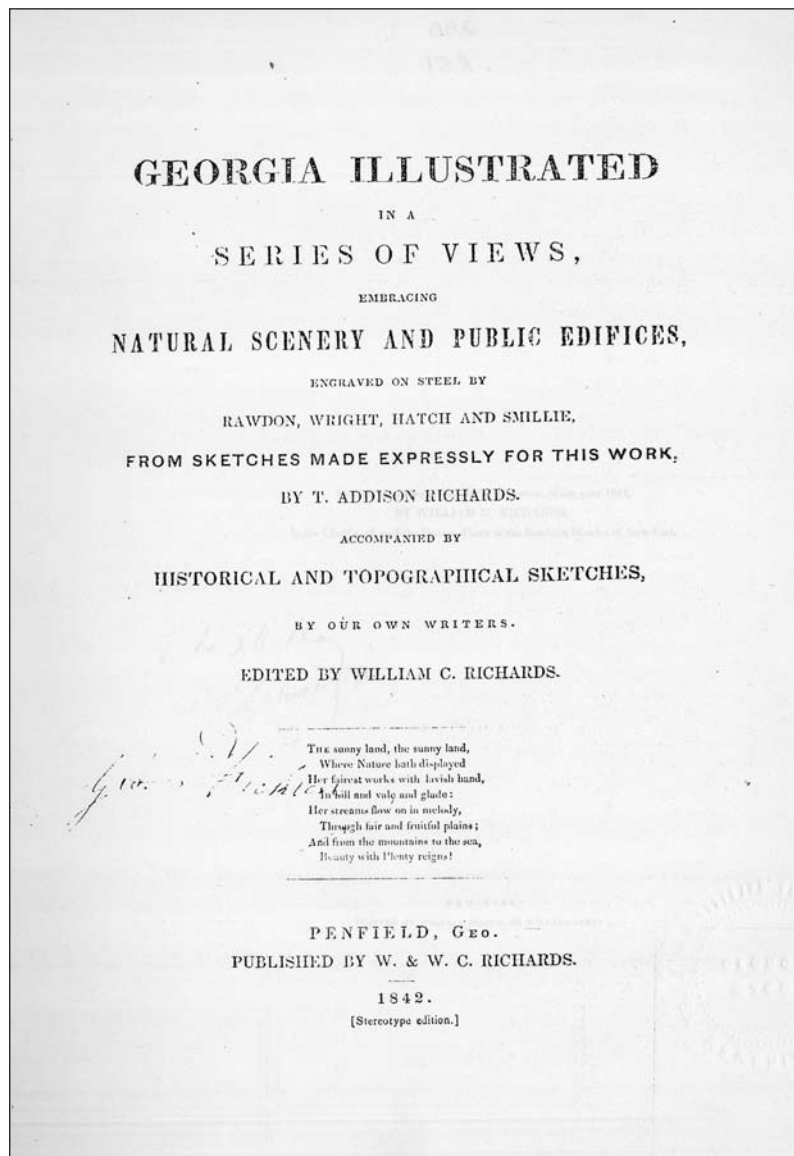 GEORGIA ILLUSTRATED
IN A
SERIES OF VIEWS,
EMBRACING
NATURAL SCENERY AND PUBLIC EDIFICES,
ENGRAVED ON STEEL BY
RAWDON, WRIGHT, HATCH AND SMILLIE,
FROM SKETCHES MADE EXPRESSLY FOR THIS WORK,
BY T. ADDISON RICHARDS.
ACCOMPANIED BY
HISTORICAL AND TOPOGRAPHICAL SKETCHES,
BY OUR OWN WRITERS.
EDITED BY WILLIAM C. RICHARDS.
THE sunny land, the sunny land,
Where Nature hath displayed
Her fairest works with lavish hand,
In hill and vale and glade:
Her streams flow on in melody,
Through fair and fruitful plains;
And from the mountains to the sea,
Beauty with Plenty reigns!
PENFIELD, GEO.
PUBLISHED BY W. & W. C. RICHARDS.
1842.
[Stereotype edition.]